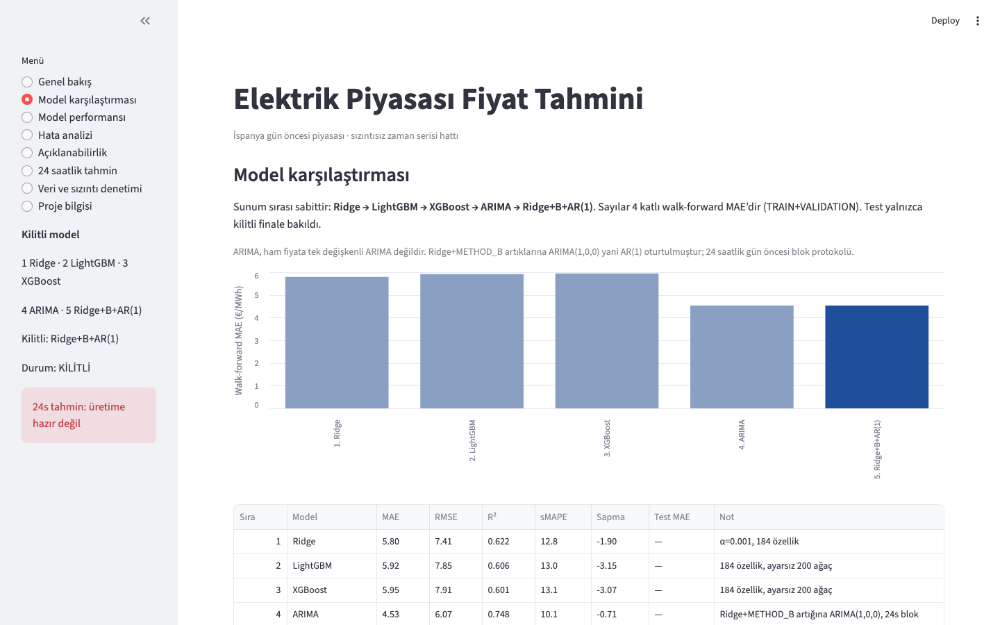 Deploy
Menü
Genel bakış
Model karşılaştırması
Model performansı
Hata analizi
Açıklanabilirlik
24 saatlik tahmin
Veri ve sızıntı denetimi
Proje bilgisi
Kilitli model
1 Ridge · 2 LightGBM · 3
XGBoost
4 ARIMA · 5 Ridge+B+AR(1)
Kilitli: Ridge+B+AR(1)
Durum: KİLİTLİ
24s tahmin: üretime
hazır değil
Elektrik Piyasası Fiyat Tahmini
İspanya gün öncesi piyasası · sızıntısız zaman serisi hattı
Model karşılaştırması
Sunum sırası sabittir: Ridge → LightGBM → XGBoost → ARIMA → Ridge+B+AR(1). Sayılar 4 katlı walk-forward MAE’dir (TRAIN+VALIDATION). Test yalnızca
kilitli finale bakıldı.
ARIMA, ham fiyata tek değişkenli ARIMA değildir. Ridge+METHOD_B artıklarına ARIMA(1,0,0) yani AR(1) oturtulmuştur; 24 saatlik gün öncesi blok protokolü.
Walk-forward MAE (€/MWh)
6
5
4
3
2
1
0
1. Ridge
2. LightGBM
3. XGBoost
4. ARIMA
5. Ridge+B+AR(1)
Sıra Model MAE RMSE R² sMAPE Sapma Test MAE Not
1 Ridge 5.80 7.41 0.622 12.8 -1.90 — α=0.001, 184 özellik
2 LightGBM 5.92 7.85 0.606 13.0 -3.15 — 184 özellik, ayarsız 200 ağaç
3 XGBoost 5.95 7.91 0.601 13.1 -3.07 — 184 özellik, ayarsız 200 ağaç
4 ARIMA 4.53 6.07 0.748 10.1 -0.71 — Ridge+METHOD_B artığına ARIMA(1,0,0), 24s blok